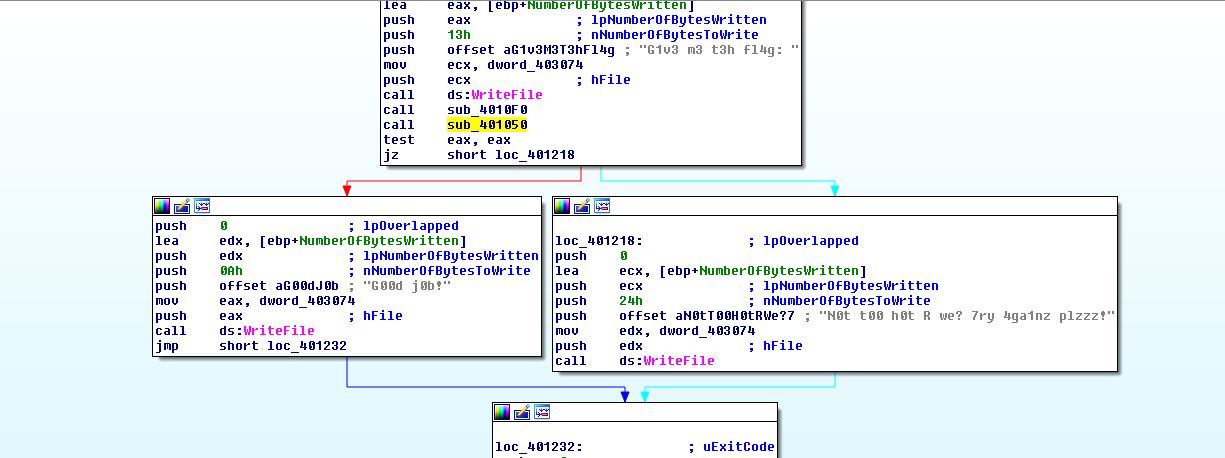 lea eax, [ebp+NumberOfBytesWritten]
push eax ; lpNumberOfBytesWritten
push 13h ; nNumberOfBytesToWrite
push offset aG1v3M3T3hFl4g ; "G1v3 m3 t3h fl4g: "
mov ecx, dword_403074
push ecx ; hFile
call ds:WriteFile
call sub_4010F0
call sub_401050
test eax, eax
jz short loc_401218
push 0 ; lpOverlapped
lea edx, [ebp+NumberOfBytesWritten]
push edx ; lpNumberOfBytesWritten
push 0Ah ; nNumberOfBytesToWrite
push offset aG00dJ0b ; "G00d j0b!"
mov eax, dword_403074
push eax ; hFile
call ds:WriteFile
jmp short loc_401232
loc_401218: ; lpOverlapped
push 0
lea ecx, [ebp+NumberOfBytesWritten]
push ecx ; lpNumberOfBytesWritten
push 24h ; nNumberOfBytesToWrite
push offset aN0tT00H0tRWe?7 ; "N0t t00 h0t R we? 7ry 4ga1nz plzzz!"
mov edx, dword_403074
push edx ; hFile
call ds:WriteFile
loc_401232: ; uExitCode